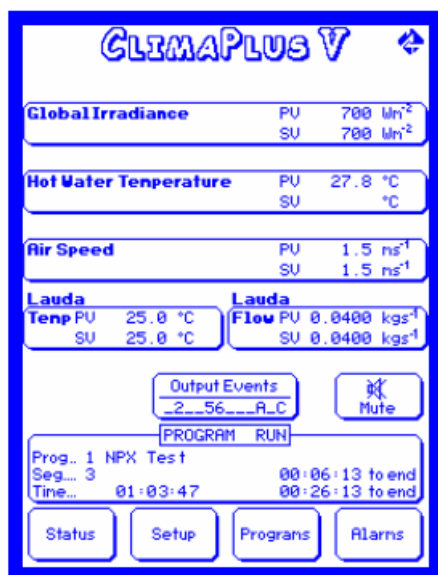 CLIMAPLUS V
Global Irradiance PV 700 Wm⁻²
SV 700 Wm⁻²
Hot Water Temperature PV 27.8 °C
SV °C
Air Speed PV 1.5 ms⁻¹
SV 1.5 ms⁻¹
Lauda Lauda
Temp PV 25.0 °C Flow PV 0.0400 kgs⁻¹
SV 25.0 °C SV 0.0400 kgs⁻¹
Output Events
_2__56___A_C
Mute
PROGRAM RUN
Prog.. 1 NPX Test
Seg.... 3 00:06:13 to end
Time... 01:03:47 00:26:13 to end
Status Setup Programs Alarms